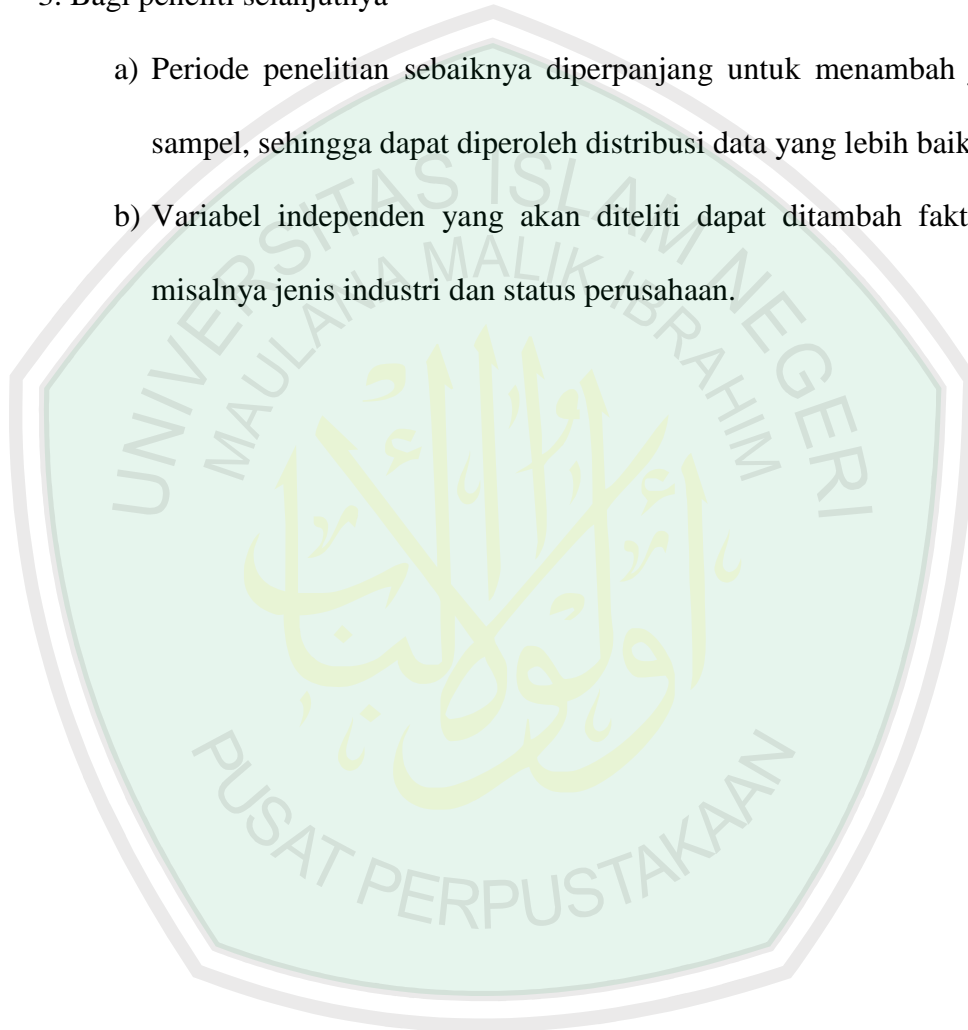 3. Bagi peneliti selanjutnya
a) Periode penelitian sebaiknya diperpanjang untuk menambah
sampel, sehingga dapat diperoleh distribusi data yang lebih baik
b) Variabel independen yang akan diteliti dapat ditambah
misalnya jenis industri dan status perusahaan.
UNIVERSITAS ISLAM NEGERI
MAULANA MALIK IBRAHIM
أولو الألباب
PUSAT PERPUSTAKAAN